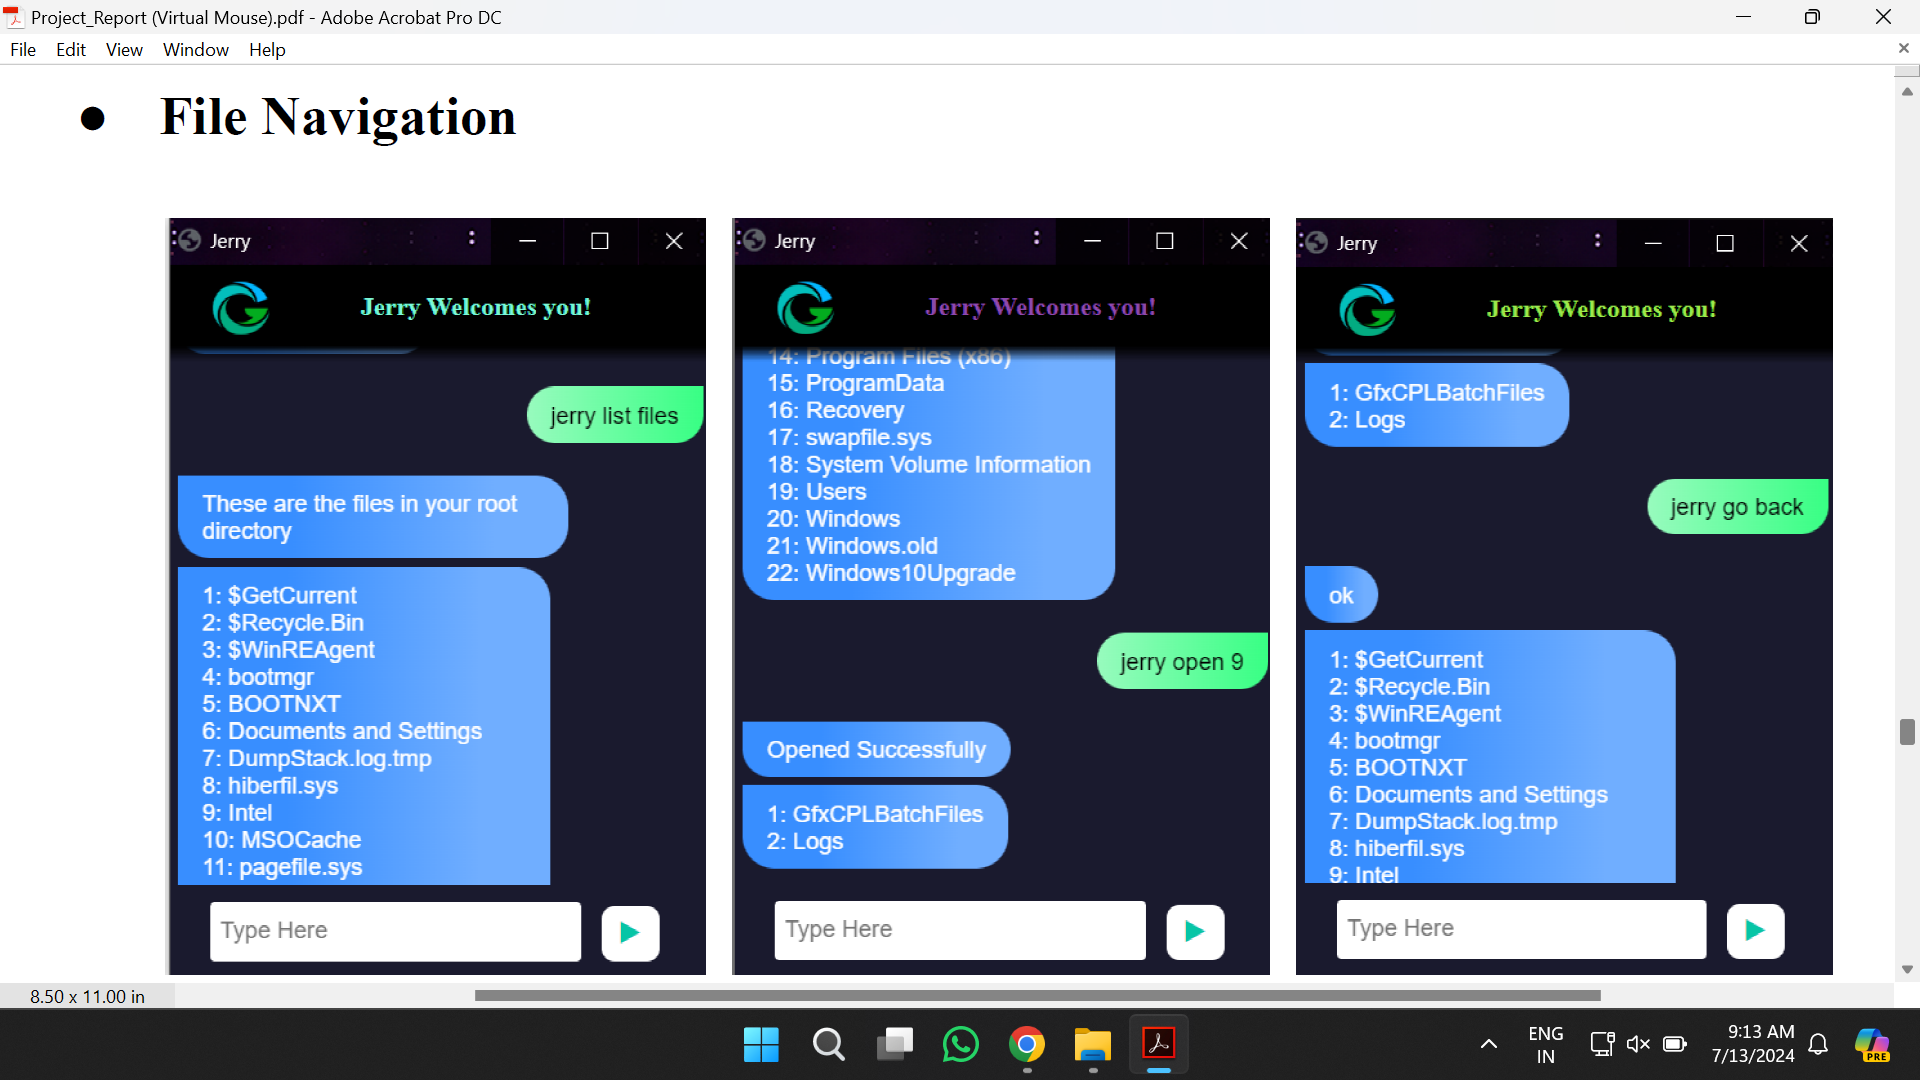 Project_Report (Virtual Mouse).pdf - Adobe Acrobat Pro DC
File Edit View Window Help
● File Navigation
Jerry
Jerry Welcomes you!
jerry list files
These are the files in your root
directory
1: $GetCurrent
2: $Recycle.Bin
3: $WinREAgent
4: bootmgr
5: BOOTNXT
6: Documents and Settings
7: DumpStack.log.tmp
8: hiberfil.sys
9: Intel
10: MSOCache
11: pagefile.sys
Type Here
Jerry
Jerry Welcomes you!
14: Program Files (x86)
15: ProgramData
16: Recovery
17: swapfile.sys
18: System Volume Information
19: Users
20: Windows
21: Windows.old
22: Windows10Upgrade
jerry open 9
Opened Successfully
1: GfxCPLBatchFiles
2: Logs
Type Here
Jerry
Jerry Welcomes you!
1: GfxCPLBatchFiles
2: Logs
jerry go back
ok
1: $GetCurrent
2: $Recycle.Bin
3: $WinREAgent
4: bootmgr
5: BOOTNXT
6: Documents and Settings
7: DumpStack.log.tmp
8: hiberfil.sys
9: Intel
Type Here
8.50 x 11.00 in
ENG
IN
9:13 AM
7/13/2024
PRE